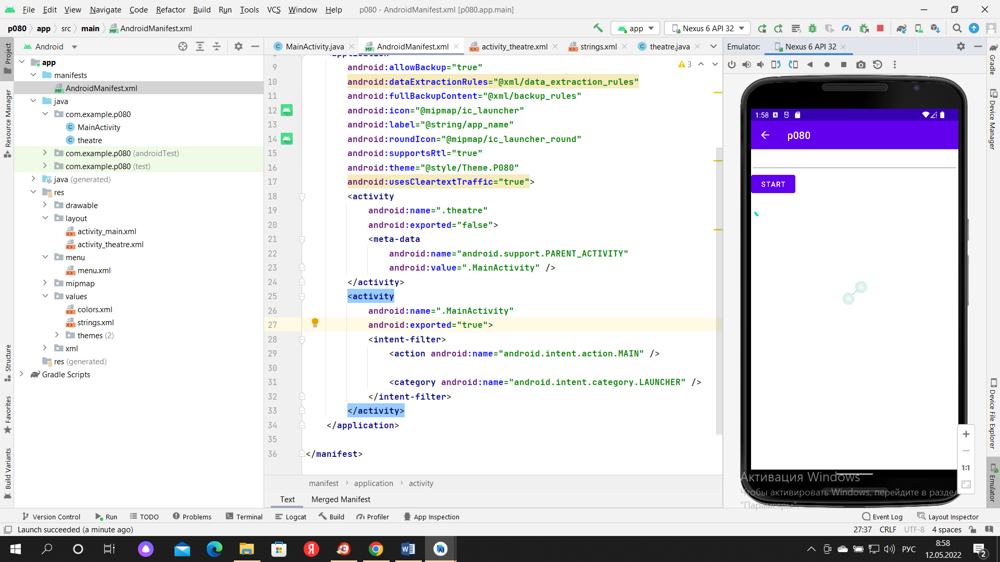 File Edit View Navigate Code Refactor Build Run Tools VCS Window Help p080 - AndroidManifest.xml [p080.app.main]
p080 app src main AndroidManifest.xml
app
Nexus 6 API 32
Android
MainActivity.java
AndroidManifest.xml
activity_theatre.xml
strings.xml
theatre.java
Emulator:
Nexus 6 API 32
Project
Resource Manager
Structure
Favorites
Build Variants
app
manifests
AndroidManifest.xml
java
com.example.p080
MainActivity
theatre
com.example.p080 (androidTest)
com.example.p080 (test)
java (generated)
res
drawable
layout
activity_main.xml
activity_theatre.xml
menu
menu.xml
mipmap
values
colors.xml
strings.xml
themes (2)
xml
res (generated)
Gradle Scripts
3
9 android:allowBackup="true"
10 android:dataExtractionRules="@xml/data_extraction_rules"
11 android:fullBackupContent="@xml/backup_rules"
12 android:icon="@mipmap/ic_launcher"
13 android:label="@string/app_name"
14 android:roundIcon="@mipmap/ic_launcher_round"
15 android:supportsRtl="true"
16 android:theme="@style/Theme.P080"
17 android:usesCleartextTraffic="true">
18 <activity
19 android:name=".theatre"
20 android:exported="false">
21 <meta-data
22 android:name="android.support.PARENT_ACTIVITY"
23 android:value=".MainActivity" />
24 </activity>
25 <activity
26 android:name=".MainActivity"
27 android:exported="true">
28 <intent-filter>
29 <action android:name="android.intent.action.MAIN" />
30
31 <category android:name="android.intent.category.LAUNCHER" />
32 </intent-filter>
33 </activity>
34 </application>
35
36 </manifest>
manifest application activity
Text Merged Manifest
1:58
p080
START
1:1
Активация Windows
Чтобы активировать Windows, перейдите в раздел
"Параметры".
Gradle
Device Manager
Device File Explorer
Emulator
Version Control Run TODO Problems Terminal Logcat Build Profiler App Inspection Event Log Layout Inspector
Launch succeeded (a minute ago) 27:37 CRLF UTF-8 4 spaces
РУС
8:58
12.05.2022
2